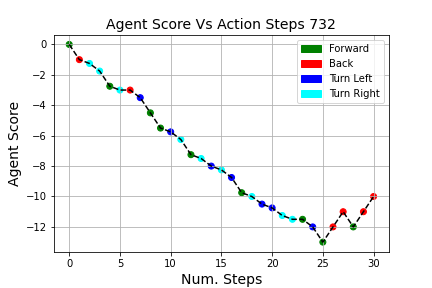 Agent Score Vs Action Steps 732
Forward
Back
Turn Left
Turn Right
Agent Score
0
−2
−4
−6
−8
−10
−12
0 5 10 15 20 25 30
Num. Steps